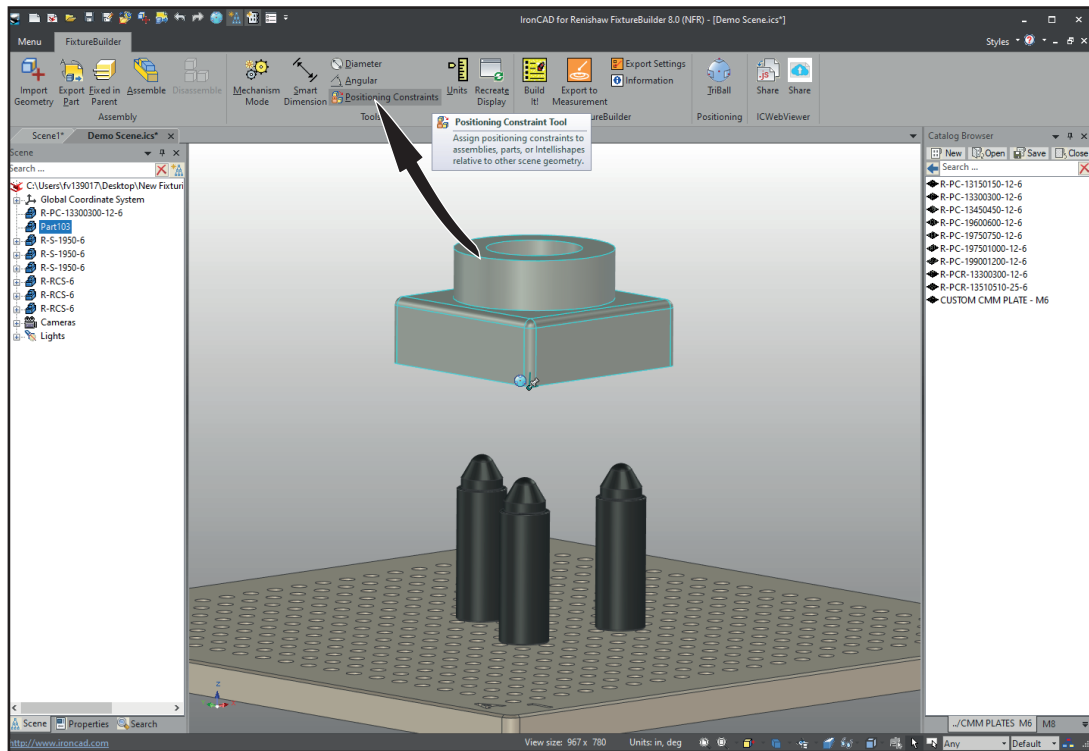 IronCAD for Renishaw FixtureBuilder 8.0 (NFR) - [Demo Scene.ics*]
Menu FixtureBuilder Styles
Diameter Export Settings
Angular Information
Import Geometry Export Part Fixed in Parent Assemble Disassemble Mechanism Mode Smart Dimension Positioning Constraints Units Recreate Display Build It! Export to Measurement TriBall Share Share
Assembly Tools ureBuilder Positioning ICWebViewer
Scene1* Demo Scene.ics*
Positioning Constraint Tool
Assign positioning constraints to
assemblies, parts, or Intellishapes
relative to other scene geometry.
Scene
Search ...
C:\Users\fv139017\Desktop\New Fixturi
Global Coordinate System
R-PC-13300300-12-6
Part103
R-S-1950-6
R-S-1950-6
R-S-1950-6
R-RCS-6
R-RCS-6
R-RCS-6
Cameras
Lights
Catalog Browser
New Open Save Close
Search ...
R-PC-13150150-12-6
R-PC-13300300-12-6
R-PC-13450450-12-6
R-PC-19600600-12-6
R-PC-19750750-12-6
R-PC-197501000-12-6
R-PC-199001200-12-6
R-PCR-13300300-12-6
R-PCR-13510510-25-6
CUSTOM CMM PLATE - M6
z
Scene Properties Search
../CMM PLATES M6 M8
http://www.ironcad.com View size: 967 x 780 Units: in, deg Any Default